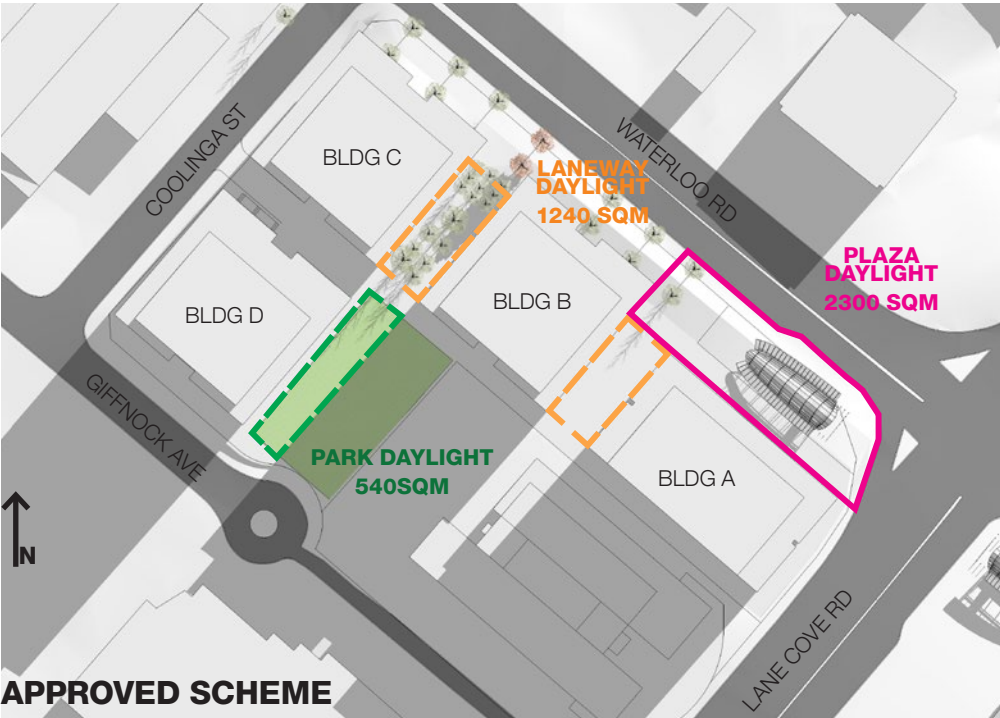 COOLINGA ST
WATERLOO RD
BLDG C
LANEWAY
DAYLIGHT
1240 SQM
PLAZA
DAYLIGHT
2300 SQM
BLDG D
BLDG B
GIFFNOCK AVE
PARK DAYLIGHT
540SQM
BLDG A
N
LANE COVE RD
APPROVED SCHEME